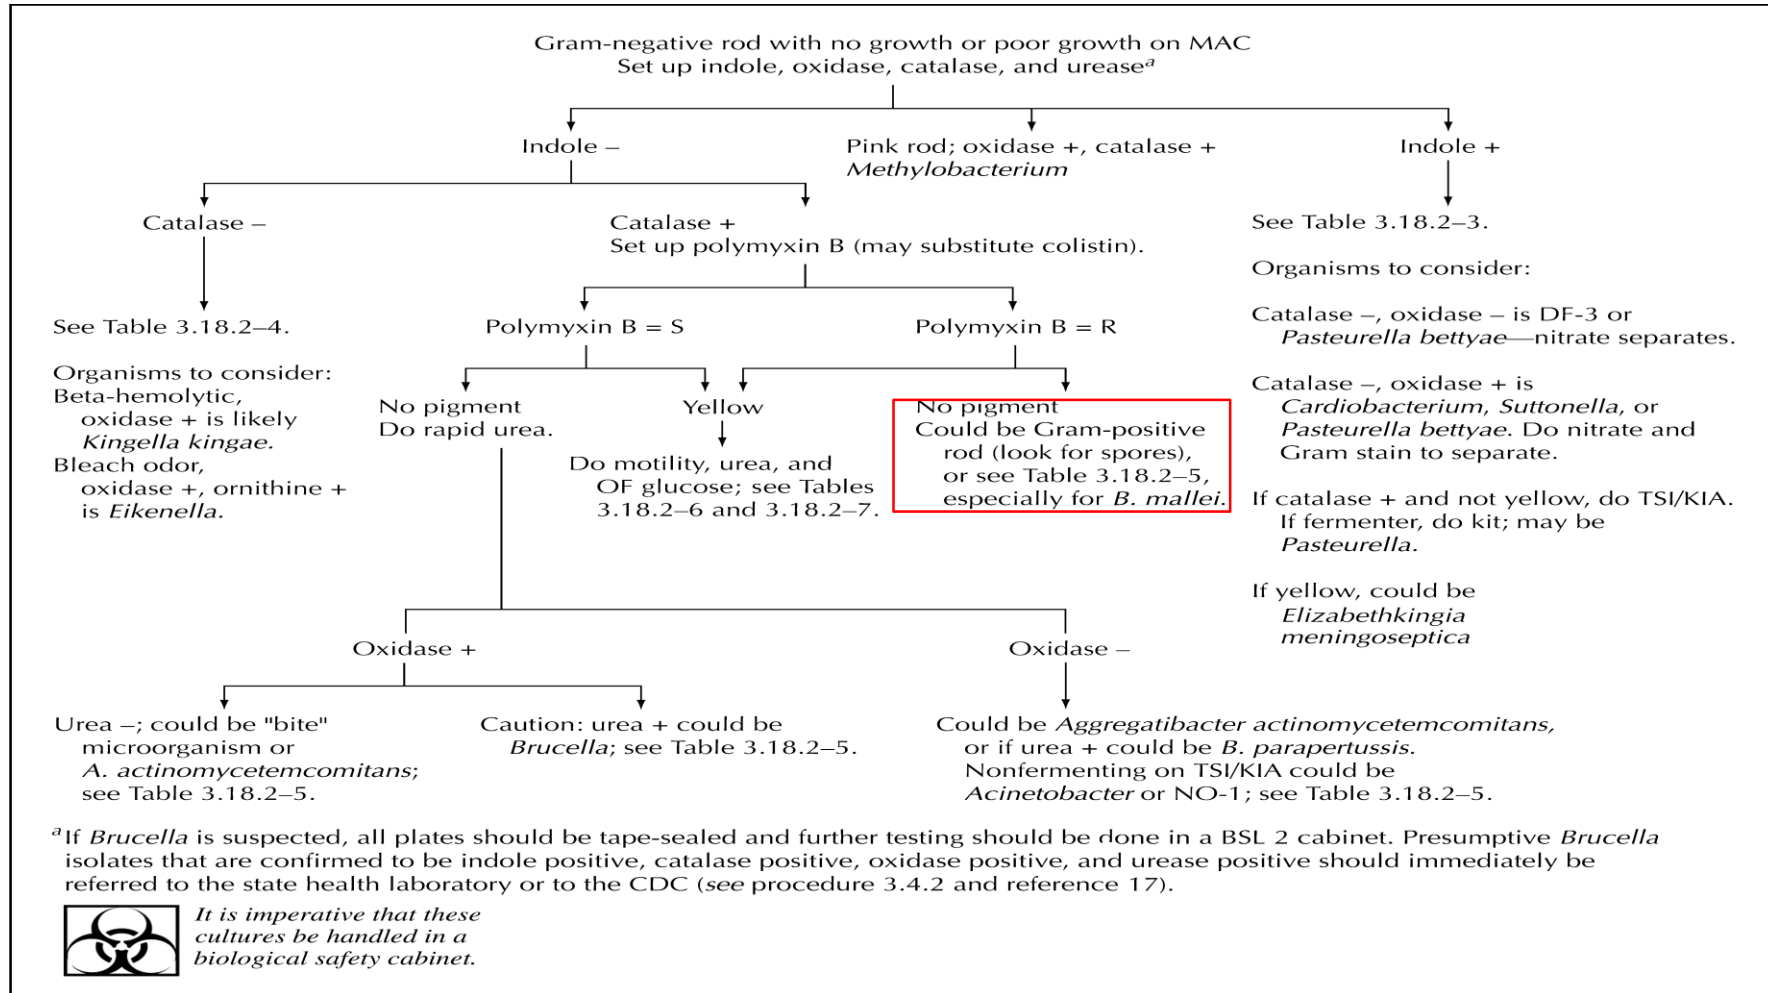 Gram-negative rod with no growth or poor growth on MAC
Set up indole, oxidase, catalase, and urease^a
Indole –
Pink rod; oxidase +, catalase +
Methylobacterium
Indole +
Catalase –
Catalase +
Set up polymyxin B (may substitute colistin).
See Table 3.18.2–4.
Organisms to consider:
Beta-hemolytic,
oxidase + is likely
Kingella kingae.
Bleach odor,
oxidase +, ornithine +
is Eikenella.
Polymyxin B = S
Polymyxin B = R
No pigment
Do rapid urea.
Yellow
Do motility, urea, and
OF glucose; see Tables
3.18.2–6 and 3.18.2–7.
No pigment
Could be Gram-positive
rod (look for spores),
or see Table 3.18.2–5,
especially for B. mallei.
See Table 3.18.2–3.
Organisms to consider:
Catalase –, oxidase – is DF-3 or
Pasteurella bettyae—nitrate separates.
Catalase –, oxidase + is
Cardiobacterium, Suttonella, or
Pasteurella bettyae. Do nitrate and
Gram stain to separate.
If catalase + and not yellow, do TSI/KIA.
If fermenter, do kit; may be
Pasteurella.
If yellow, could be
Elizabethkingia
meningoseptica
Oxidase +
Oxidase –
Urea –; could be "bite"
microorganism or
A. actinomycetemcomitans;
see Table 3.18.2–5.
Caution: urea + could be
Brucella; see Table 3.18.2–5.
Could be Aggregatibacter actinomycetemcomitans,
or if urea + could be B. parapertussis.
Nonfermenting on TSI/KIA could be
Acinetobacter or NO-1; see Table 3.18.2–5.
^a If Brucella is suspected, all plates should be tape-sealed and further testing should be done in a BSL 2 cabinet. Presumptive Brucella
isolates that are confirmed to be indole positive, catalase positive, oxidase positive, and urease positive should immediately be
referred to the state health laboratory or to the CDC (see procedure 3.4.2 and reference 17).
It is imperative that these
cultures be handled in a
biological safety cabinet.